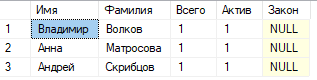 Имя Фамилия Всего Актив Закон
1 Владимир Волков 1 1 NULL
2 Анна Матросова 1 1 NULL
3 Андрей Скрибцов 1 1 NULL